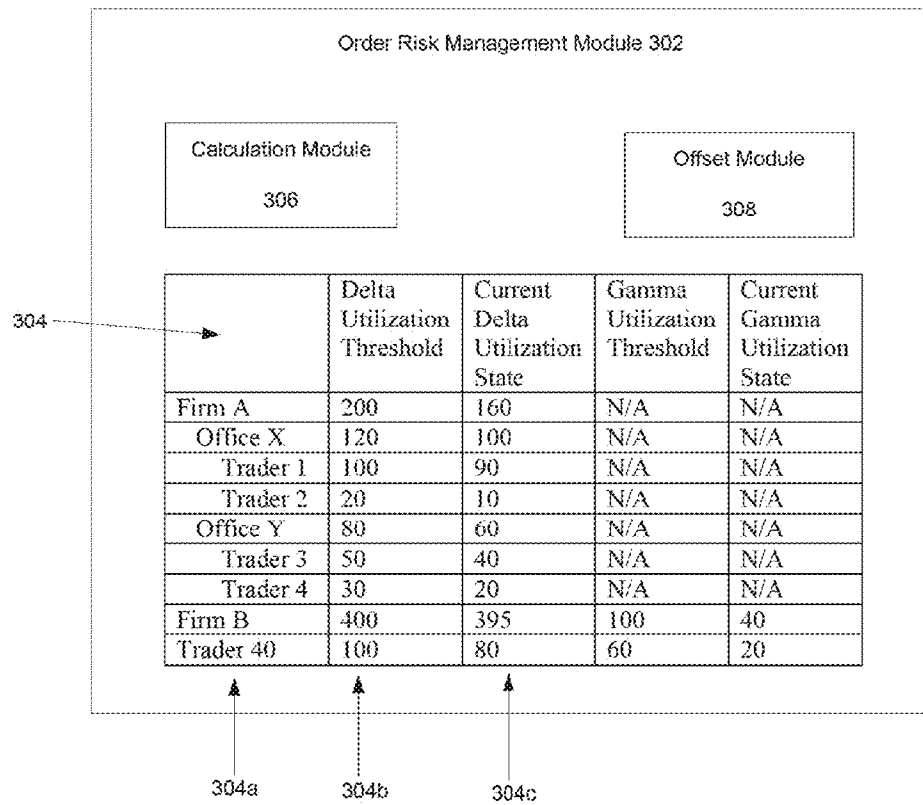 Order Risk Management Module 302
Calculation Module
306
Offset Module
308
304
Delta Utilization Threshold | Current Delta Utilization State | Gamma Utilization Threshold | Current Gamma Utilization State
Firm A | 200 | 160 | N/A | N/A
Office X | 120 | 100 | N/A | N/A
Trader 1 | 100 | 90 | N/A | N/A
Trader 2 | 20 | 10 | N/A | N/A
Office Y | 80 | 60 | N/A | N/A
Trader 3 | 50 | 40 | N/A | N/A
Trader 4 | 30 | 20 | N/A | N/A
Firm B | 400 | 395 | 100 | 40
Trader 40 | 100 | 80 | 60 | 20
304a
304b
304c